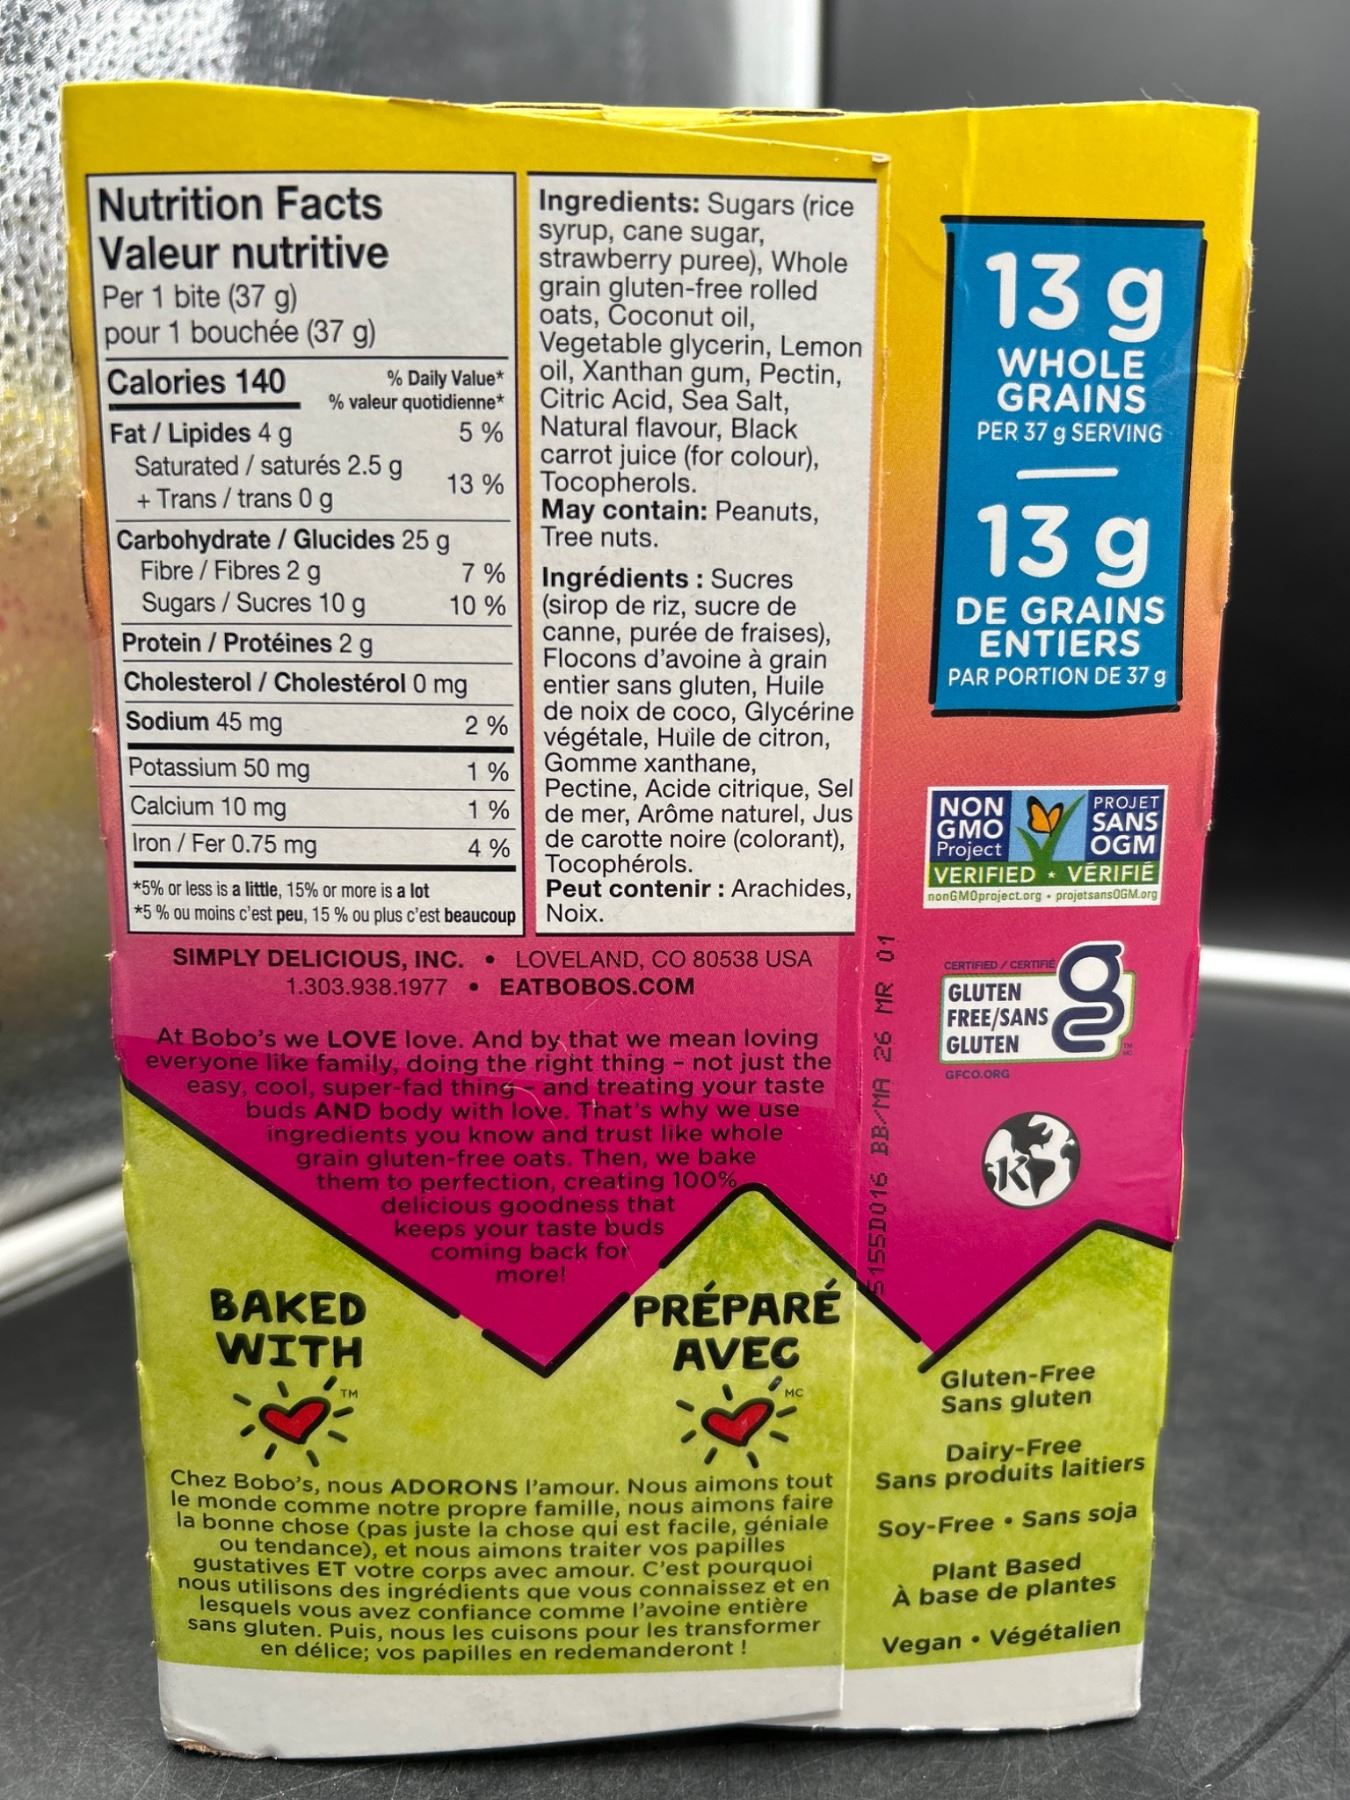 Nutrition Facts
Valeur nutritive
Per 1 bite (37 g)
pour 1 bouchée (37 g)
Calories 140
% Daily Value*
% valeur quotidienne*
Fat / Lipides 4 g 5 %
Saturated / saturés 2.5 g
+ Trans / trans 0 g
13 %
Carbohydrate / Glucides 25 g
Fibre / Fibres 2 g 7 %
Sugars / Sucres 10 g 10 %
Protein / Protéines 2 g
Cholesterol / Cholestérol 0 mg
Sodium 45 mg 2 %
Potassium 50 mg 1 %
Calcium 10 mg 1 %
Iron / Fer 0.75 mg 4 %
*5% or less is a little, 15% or more is a lot
*5 % ou moins c'est peu, 15 % ou plus c'est beaucoup
Ingredients: Sugars (rice
syrup, cane sugar,
strawberry puree), Whole
grain gluten-free rolled
oats, Coconut oil,
Vegetable glycerin, Lemon
oil, Xanthan gum, Pectin,
Citric Acid, Sea Salt,
Natural flavour, Black
carrot juice (for colour),
Tocopherols.
May contain: Peanuts,
Tree nuts.
Ingrédients : Sucres
(sirop de riz, sucre de
canne, purée de fraises),
Flocons d'avoine à grain
entier sans gluten, Huile
de noix de coco, Glycérine
végétale, Huile de citron,
Gomme xanthane,
Pectine, Acide citrique, Sel
de mer, Arôme naturel, Jus
de carotte noire (colorant),
Tocophérols.
Peut contenir : Arachides,
Noix.
SIMPLY DELICIOUS, INC. • LOVELAND, CO 80538 USA
1.303.938.1977 • EATBOBOS.COM
At Bobo's we LOVE love. And by that we mean loving
everyone like family, doing the right thing – not just the
easy, cool, super-fad thing – and treating your taste
buds AND body with love. That's why we use
ingredients you know and trust like whole
grain gluten-free oats. Then, we bake
them to perfection, creating 100%
delicious goodness that
keeps your taste buds
coming back for
more!
BAKED
WITH
TM
PRÉPARÉ
AVEC
MC
Chez Bobo's, nous ADORONS l'amour. Nous aimons tout
le monde comme notre propre famille, nous aimons faire
la bonne chose (pas juste la chose qui est facile, géniale
ou tendance), et nous aimons traiter vos papilles
gustatives ET votre corps avec amour. C'est pourquoi
nous utilisons des ingrédients que vous connaissez et en
lesquels vous avez confiance comme l'avoine entière
sans gluten. Puis, nous les cuisons pour les transformer
en délice; vos papilles en redemanderont !
5155D016 BB/MA 26 MR 01
13 g
WHOLE
GRAINS
PER 37 g SERVING
13 g
DE GRAINS
ENTIERS
PAR PORTION DE 37 g
NON
GMO
Project
PROJET
SANS
OGM
VERIFIED • VÉRIFIÉ
nonGMOproject.org • projetsansOGM.org
CERTIFIED / CERTIFIÉ
GLUTEN
FREE/SANS
GLUTEN
TM
MC
GFCO.ORG
K
Gluten-Free
Sans gluten
Dairy-Free
Sans produits laitiers
Soy-Free • Sans soja
Plant Based
À base de plantes
Vegan • Végétalien